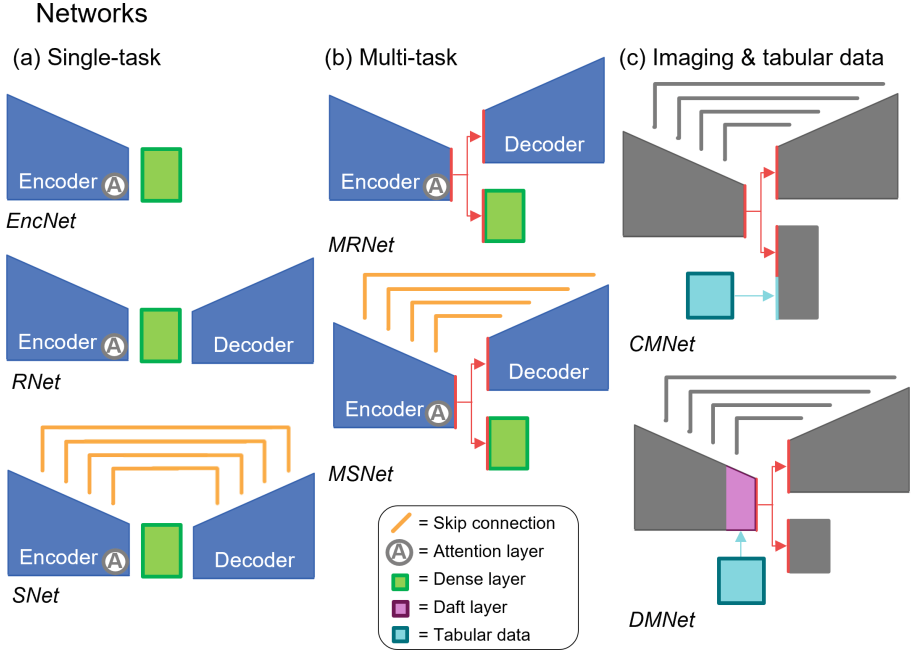 Networks
(a) Single-task
Encoder A
EncNet
Encoder A
Decoder
RNet
Encoder A
Decoder
SNet
(b) Multi-task
Encoder A
Decoder
MRNet
Encoder A
Decoder
MSNet
(c) Imaging & tabular data
CMNet
DMNet
= Skip connection
A = Attention layer
= Dense layer
= Daft layer
= Tabular data